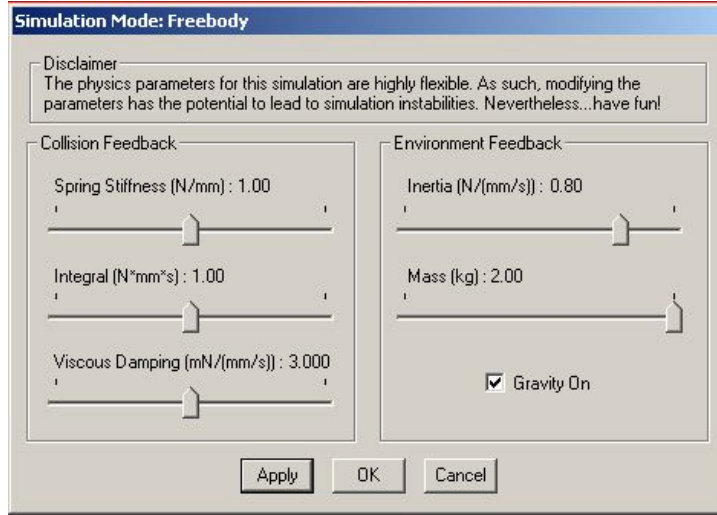 Simulation Mode: Freebody
Disclaimer
The physics parameters for this simulation are highly flexible. As such, modifying the
parameters has the potential to lead to simulation instabilities. Nevertheless...have fun!
Collision Feedback
Spring Stiffness (N/mm) : 1.00
Integral (N*mm*s) : 1.00
Viscous Damping (mN/(mm/s)) : 3.000
Environment Feedback
Inertia (N/(mm/s)) : 0.80
Mass (kg) : 2.00
Gravity On
Apply
OK
Cancel